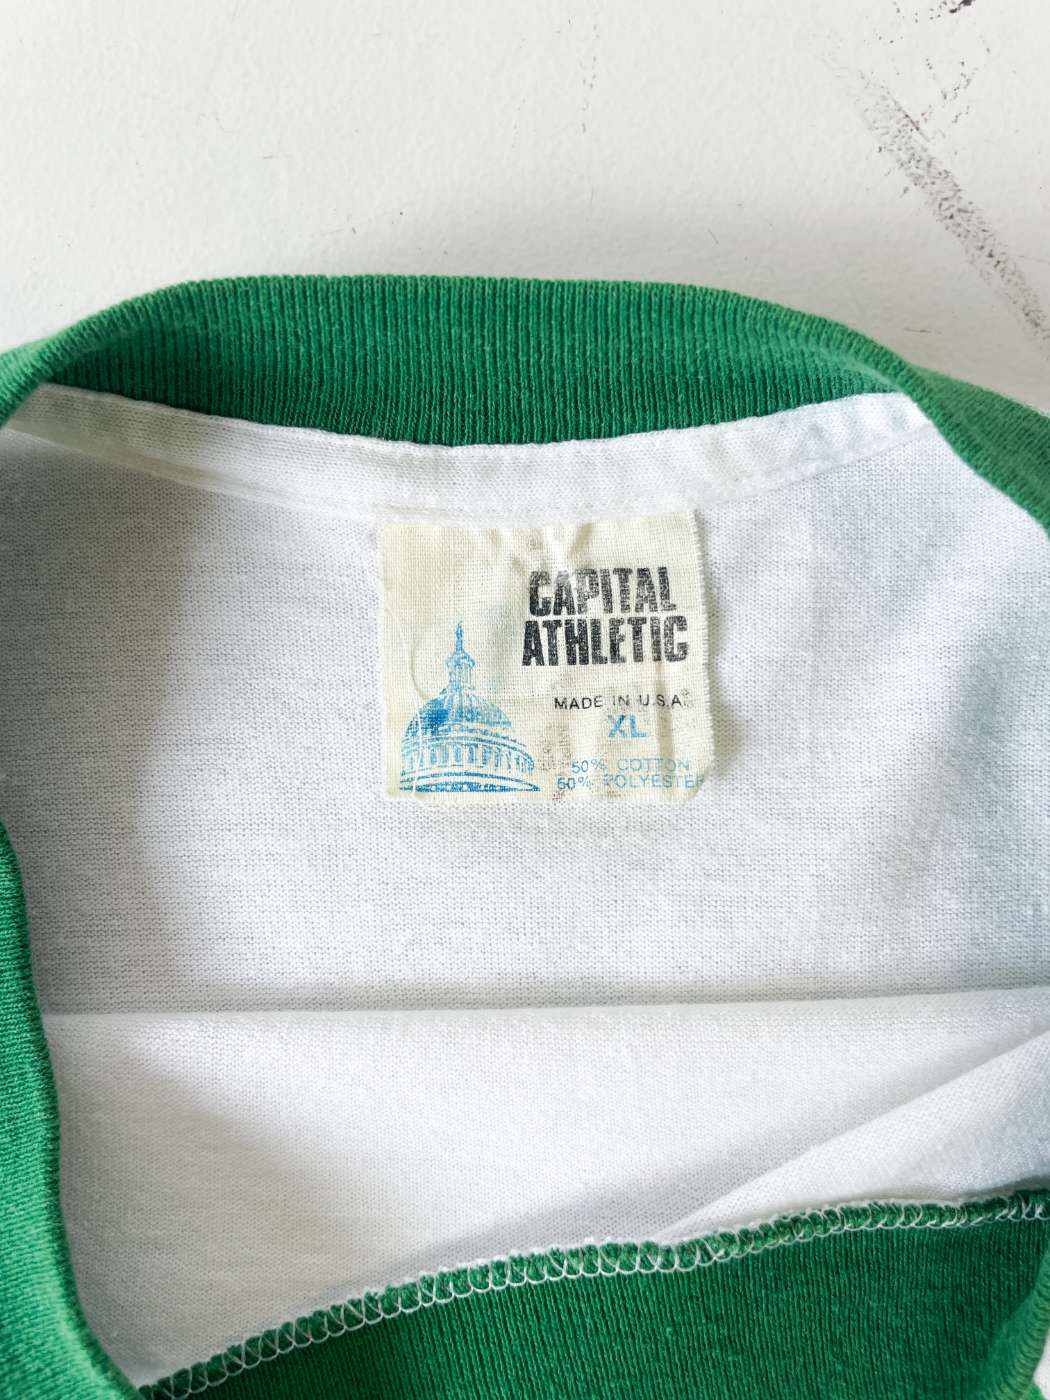 CAPITAL
ATHLETIC
MADE IN U.S.A.
XL
50% COTTON
50% POLYESTER